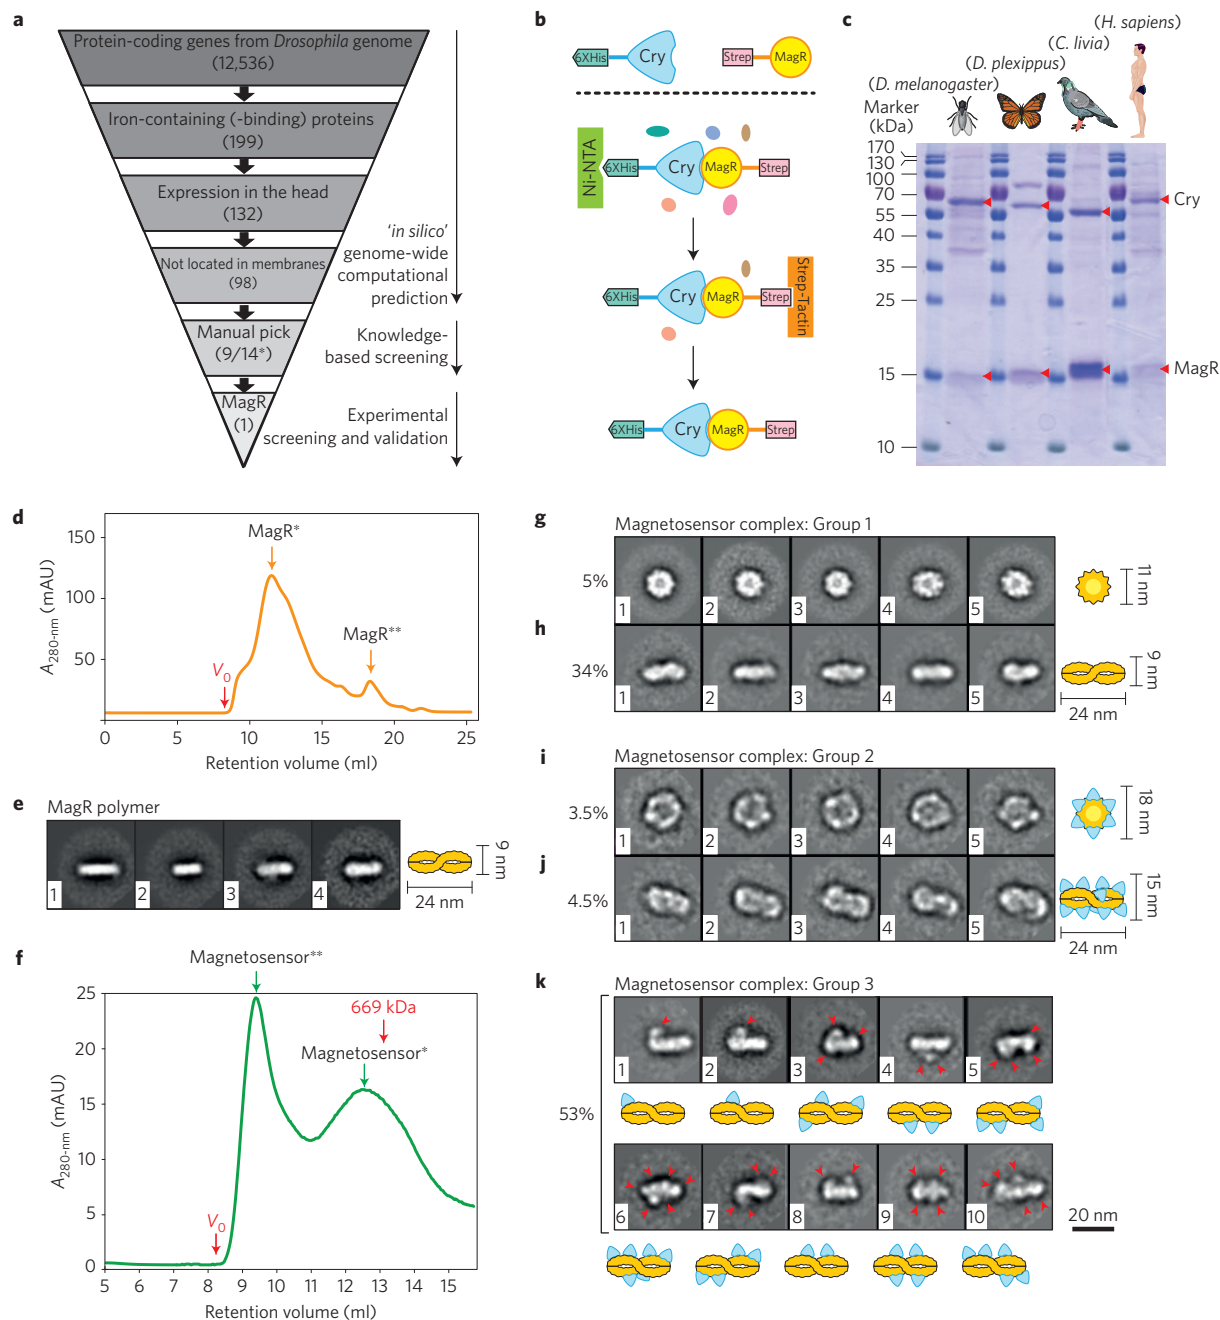 a
Protein-coding genes from Drosophila genome
(12,536)
Iron-containing (-binding) proteins
(199)
Expression in the head
(132)
Not located in membranes
(98)
Manual pick
(9/14*)
MagR
(1)
'in silico'
genome-wide
computational
prediction
Knowledge-
based screening
Experimental
screening and validation
b
6XHis
Cry
Strep
MagR
Ni-NTA
6XHis
Cry
MagR
Strep
6XHis
Cry
MagR
Strep
Strep-Tactin
6XHis
Cry
MagR
Strep
c
(H. sapiens)
(C. livia)
(D. plexippus)
(D. melanogaster)
Marker
(kDa)
170
130
100
70
55
40
35
25
15
10
Cry
MagR
d
A280-nm (mAU)
150
100
50
0
MagR*
MagR**
V0
0 5 10 15 20 25
Retention volume (ml)
e
MagR polymer
1 2 3 4
9 nm
24 nm
f
A280-nm (mAU)
25
20
15
10
5
0
Magnetosensor**
669 kDa
Magnetosensor*
V0
5 6 7 8 9 10 11 12 13 14 15
Retention volume (ml)
g
Magnetosensor complex: Group 1
5%
1 2 3 4 5
11 nm
h
34%
1 2 3 4 5
9 nm
24 nm
i
Magnetosensor complex: Group 2
3.5%
1 2 3 4 5
18 nm
j
4.5%
1 2 3 4 5
15 nm
24 nm
k
Magnetosensor complex: Group 3
53%
1 2 3 4 5
6 7 8 9 10
20 nm